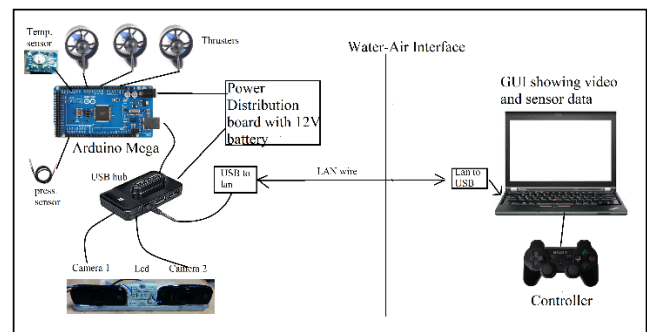 Temp.
sensor
Thrusters
Water-Air Interface
GUI showing video
and sensor data
Power
Distribution
board with 12V
battery
Arduino Mega
press.
sensor
USB hub
USB to
lan
LAN wire
Lan to
USB
Camera 1
Led
Camera 2
Controller